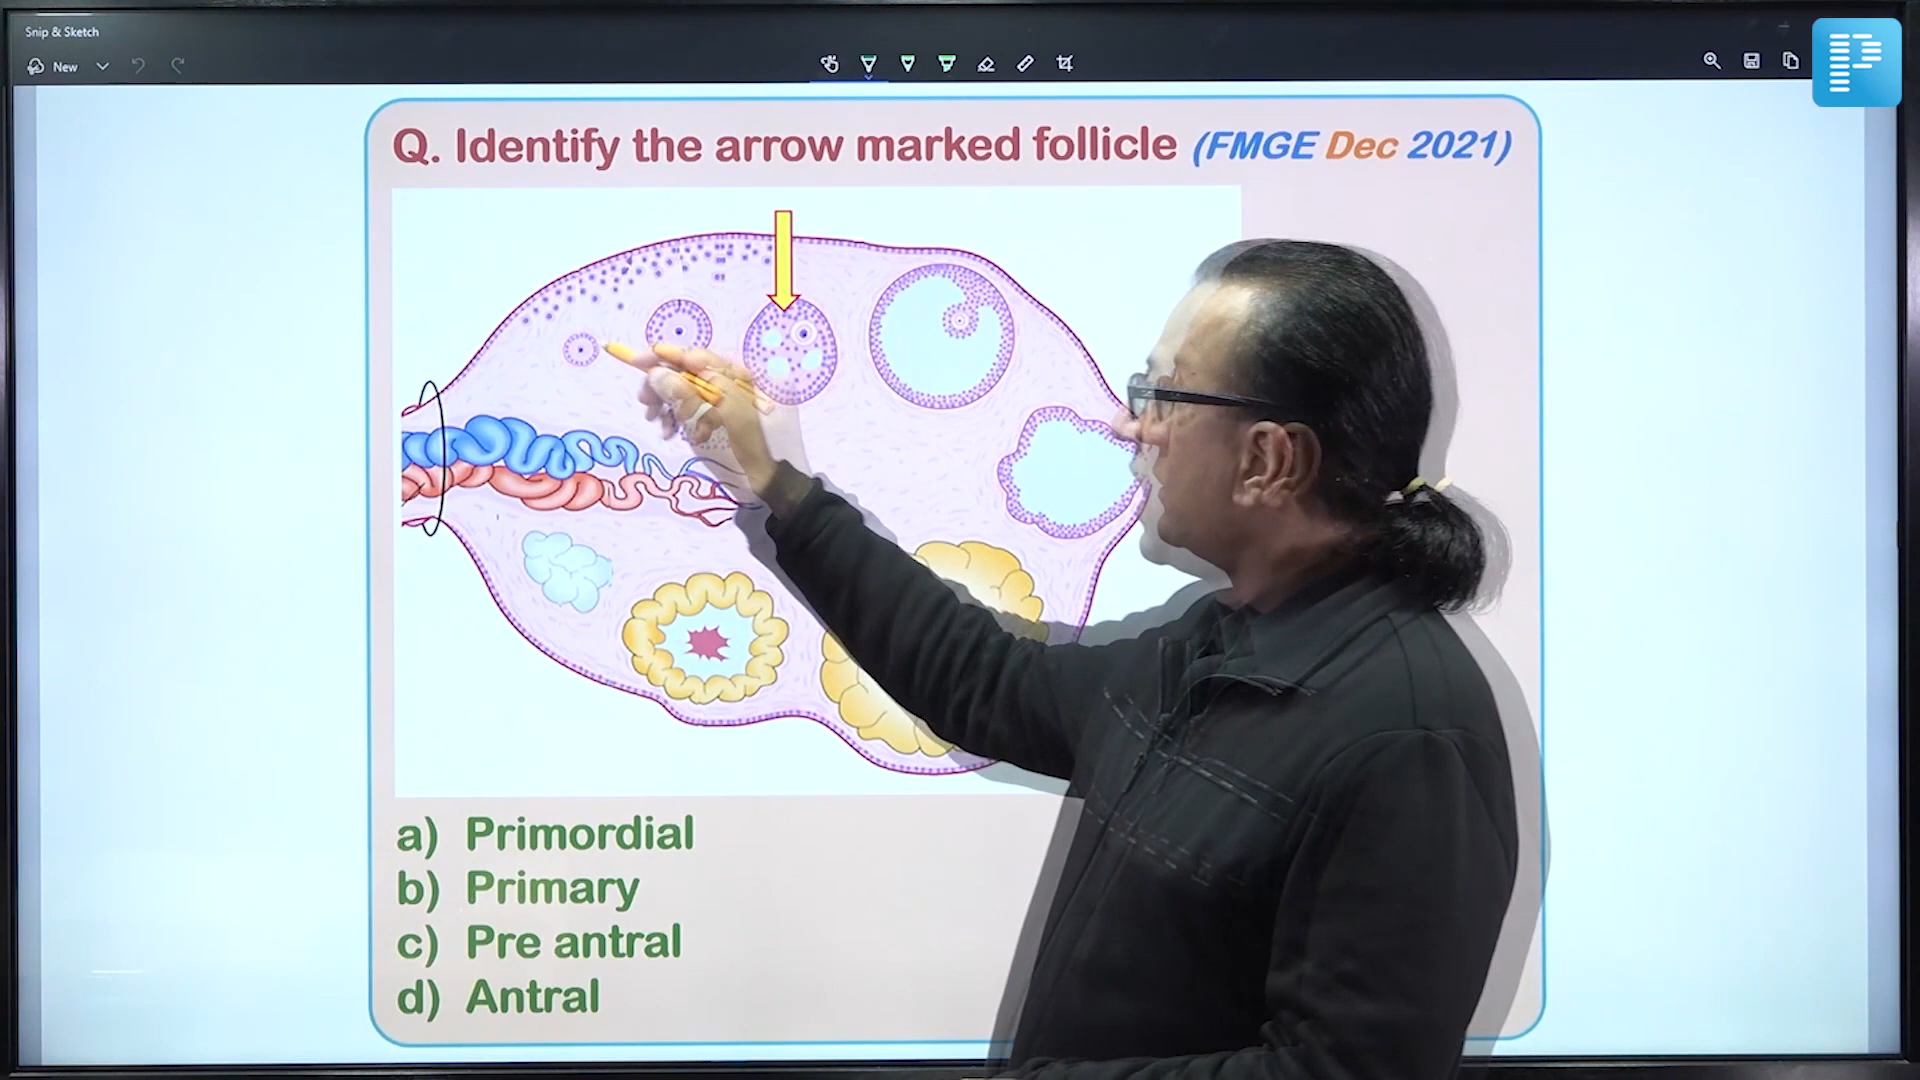 Snip & Sketch
New
Q. Identify the arrow marked follicle (FMGE Dec 2021)
a) Primordial
b) Primary
c) Pre antral
d) Antral